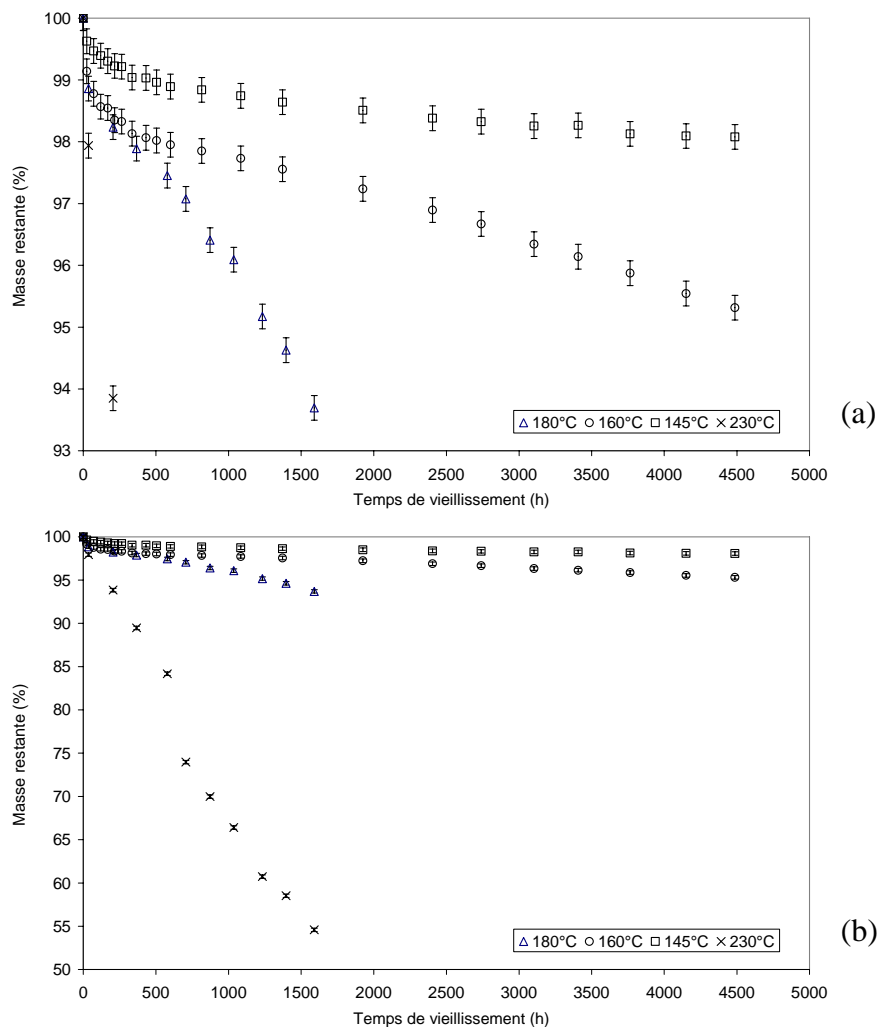 100
99
98
97
96
95
94
93
Masse restante (%)
0 500 1000 1500 2000 2500 3000 3500 4000 4500 5000
Temps de vieillissement (h)
180°C 160°C 145°C 230°C
(a)
100
95
90
85
80
75
70
65
60
55
50
Masse restante (%)
0 500 1000 1500 2000 2500 3000 3500 4000 4500 5000
Temps de vieillissement (h)
180°C 160°C 145°C 230°C
(b)